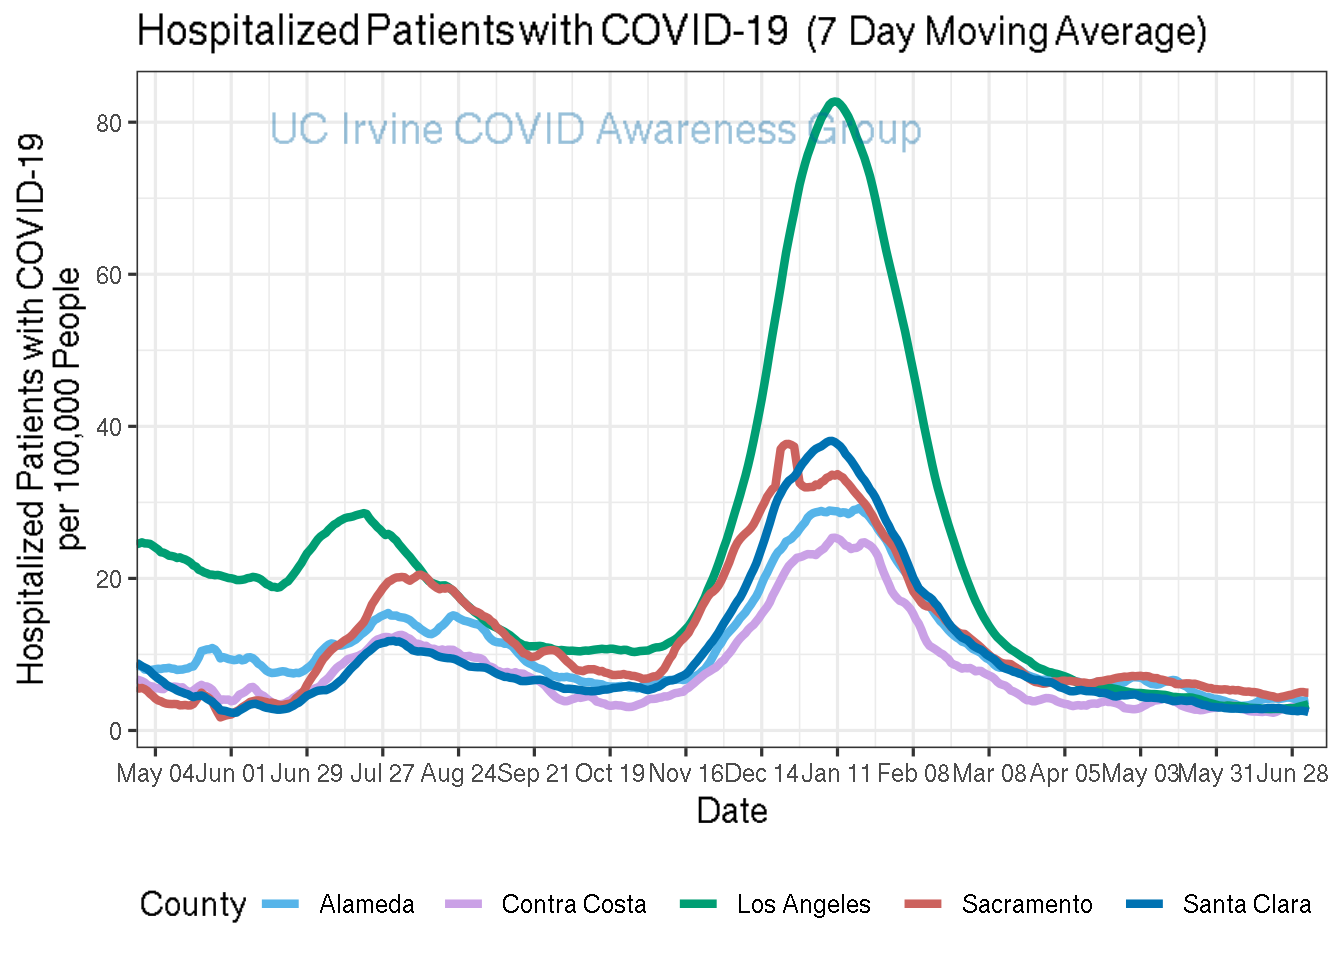 Hospitalized Patients with COVID-19 (7 Day Moving Average)
UC Irvine COVID Awareness Group
Hospitalized Patients with COVID-19
per 100,000 People
80
60
40
20
0
May 04 Jun 01 Jun 29 Jul 27 Aug 24 Sep 21 Oct 19 Nov 16 Dec 14 Jan 11 Feb 08 Mar 08 Apr 05 May 03 May 31 Jun 28
Date
County Alameda Contra Costa Los Angeles Sacramento Santa Clara